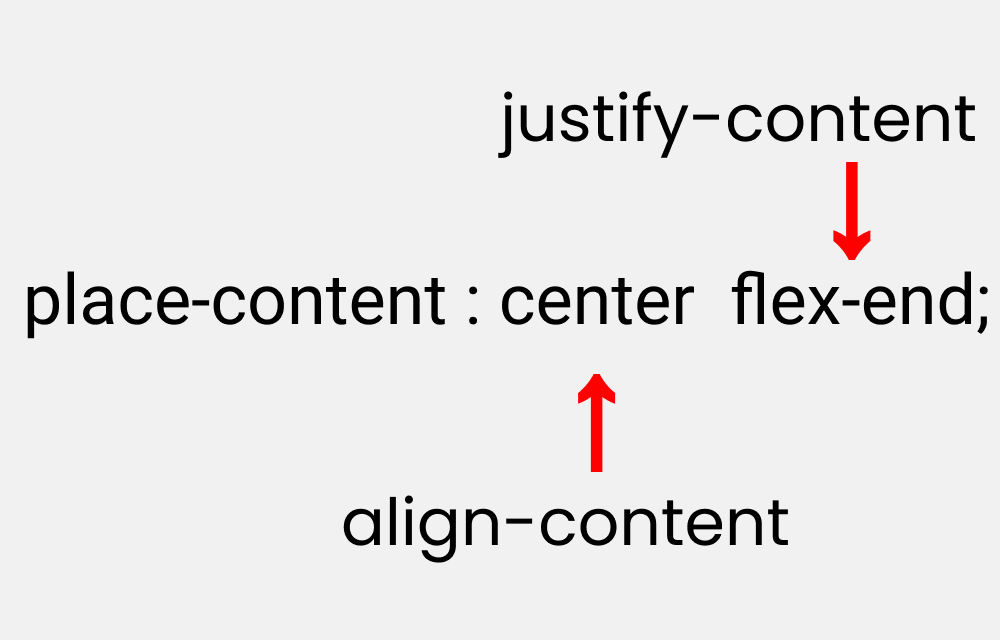 justify-content
place-content : center flex-end;
align-content